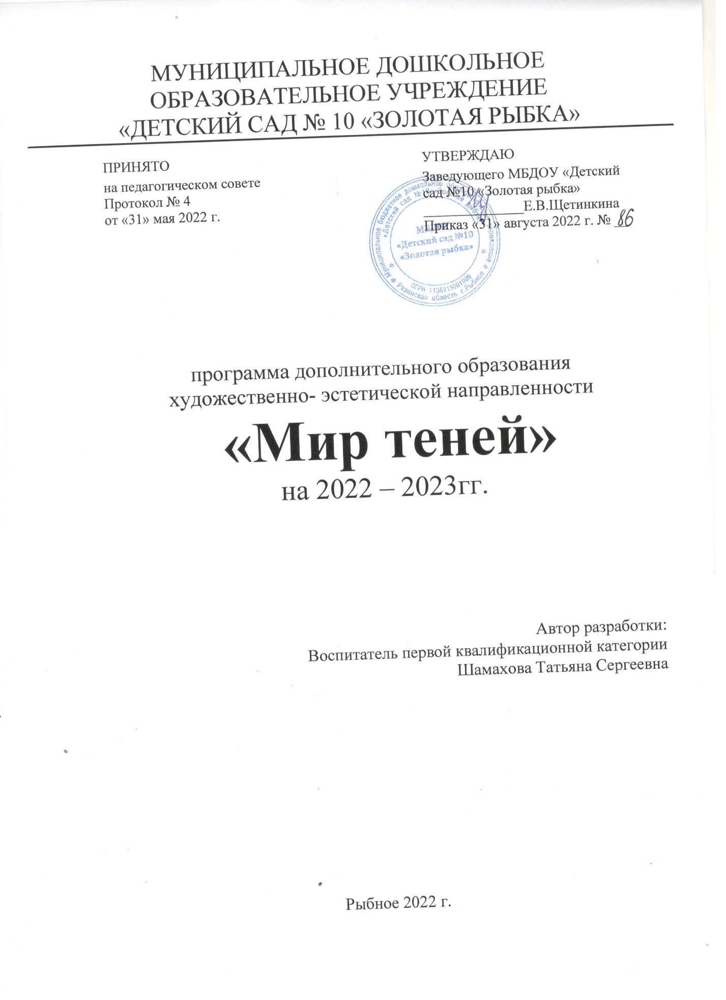 МУНИЦИПАЛЬНОЕ ДОШКОЛЬНОЕ
ОБРАЗОВАТЕЛЬНОЕ УЧРЕЖДЕНИЕ
«ДЕТСКИЙ САД № 10 «ЗОЛОТАЯ РЫБКА»
ПРИНЯТО
на педагогическом совете
Протокол № 4
от «31» мая 2022 г.
УТВЕРЖДАЮ
Заведующего МБДОУ «Детский
сад №10 «Золотая рыбка»
______________Е.В.Щетинкина
Приказ «31» августа 2022 г. № 86
Муниципальное бюджетное дошкольное
«Детский сад №10 «Золотая рыбка»
МБДОУ
«Детский сад №10
«Золотая рыбка»
ОГРН 1136215001009
Рязанская область г.Рыбное
программа дополнительного образования
художественно- эстетической направленности
«Мир теней»
на 2022 – 2023гг.
Автор разработки:
Воспитатель первой квалификационной категории
Шамахова Татьяна Сергеевна
Рыбное 2022 г.